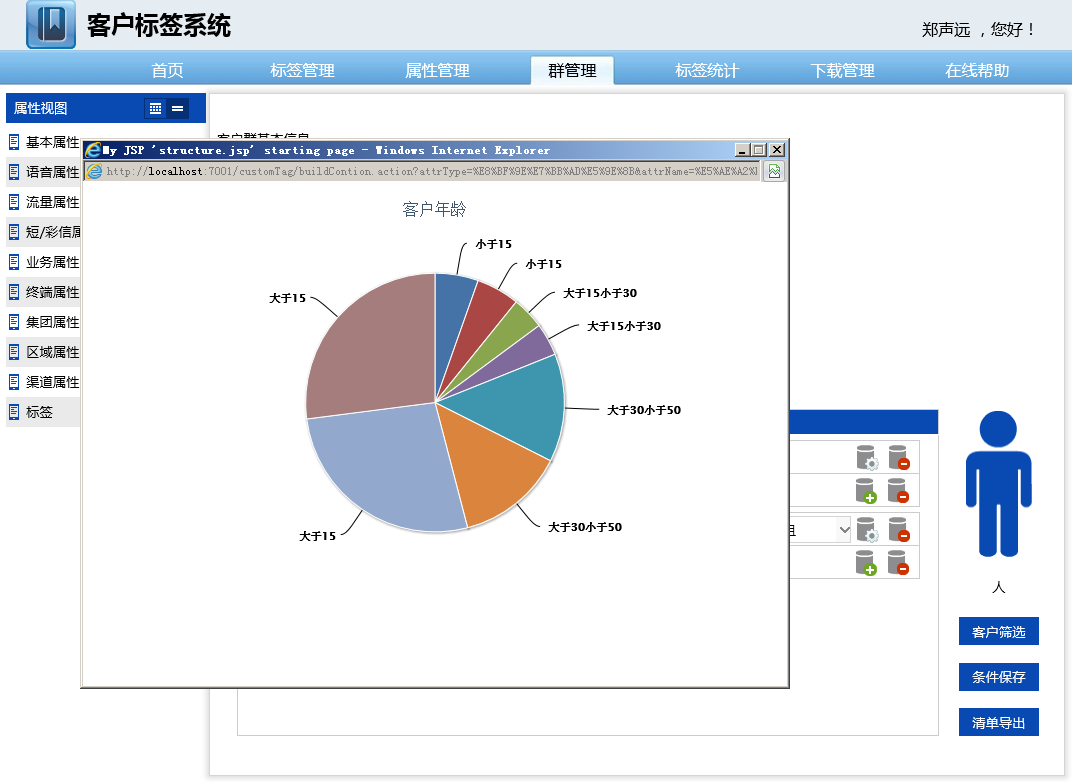 客户标签系统
郑声远 ，您好！
首页 标签管理 属性管理 群管理 标签统计 下载管理 在线帮助
属性视图
基本属性
语音属性
流量属性
短/彩信属
业务属性
终端属性
集团属性
区域属性
渠道属性
标签
客户群基本信息
My JSP 'structure.jsp' starting page - Windows Internet Explorer
http://localhost:7001/customTag/buildContion.action?attrType=%E8%BF%9E%E7%BB%AD%E5%9E%8B&attrName=%E5%AE%A2%
客户年龄
小于15
小于15
大于15
大于15小于30
大于15小于30
大于30小于50
大于30小于50
大于15
组
人
客户筛选
条件保存
清单导出